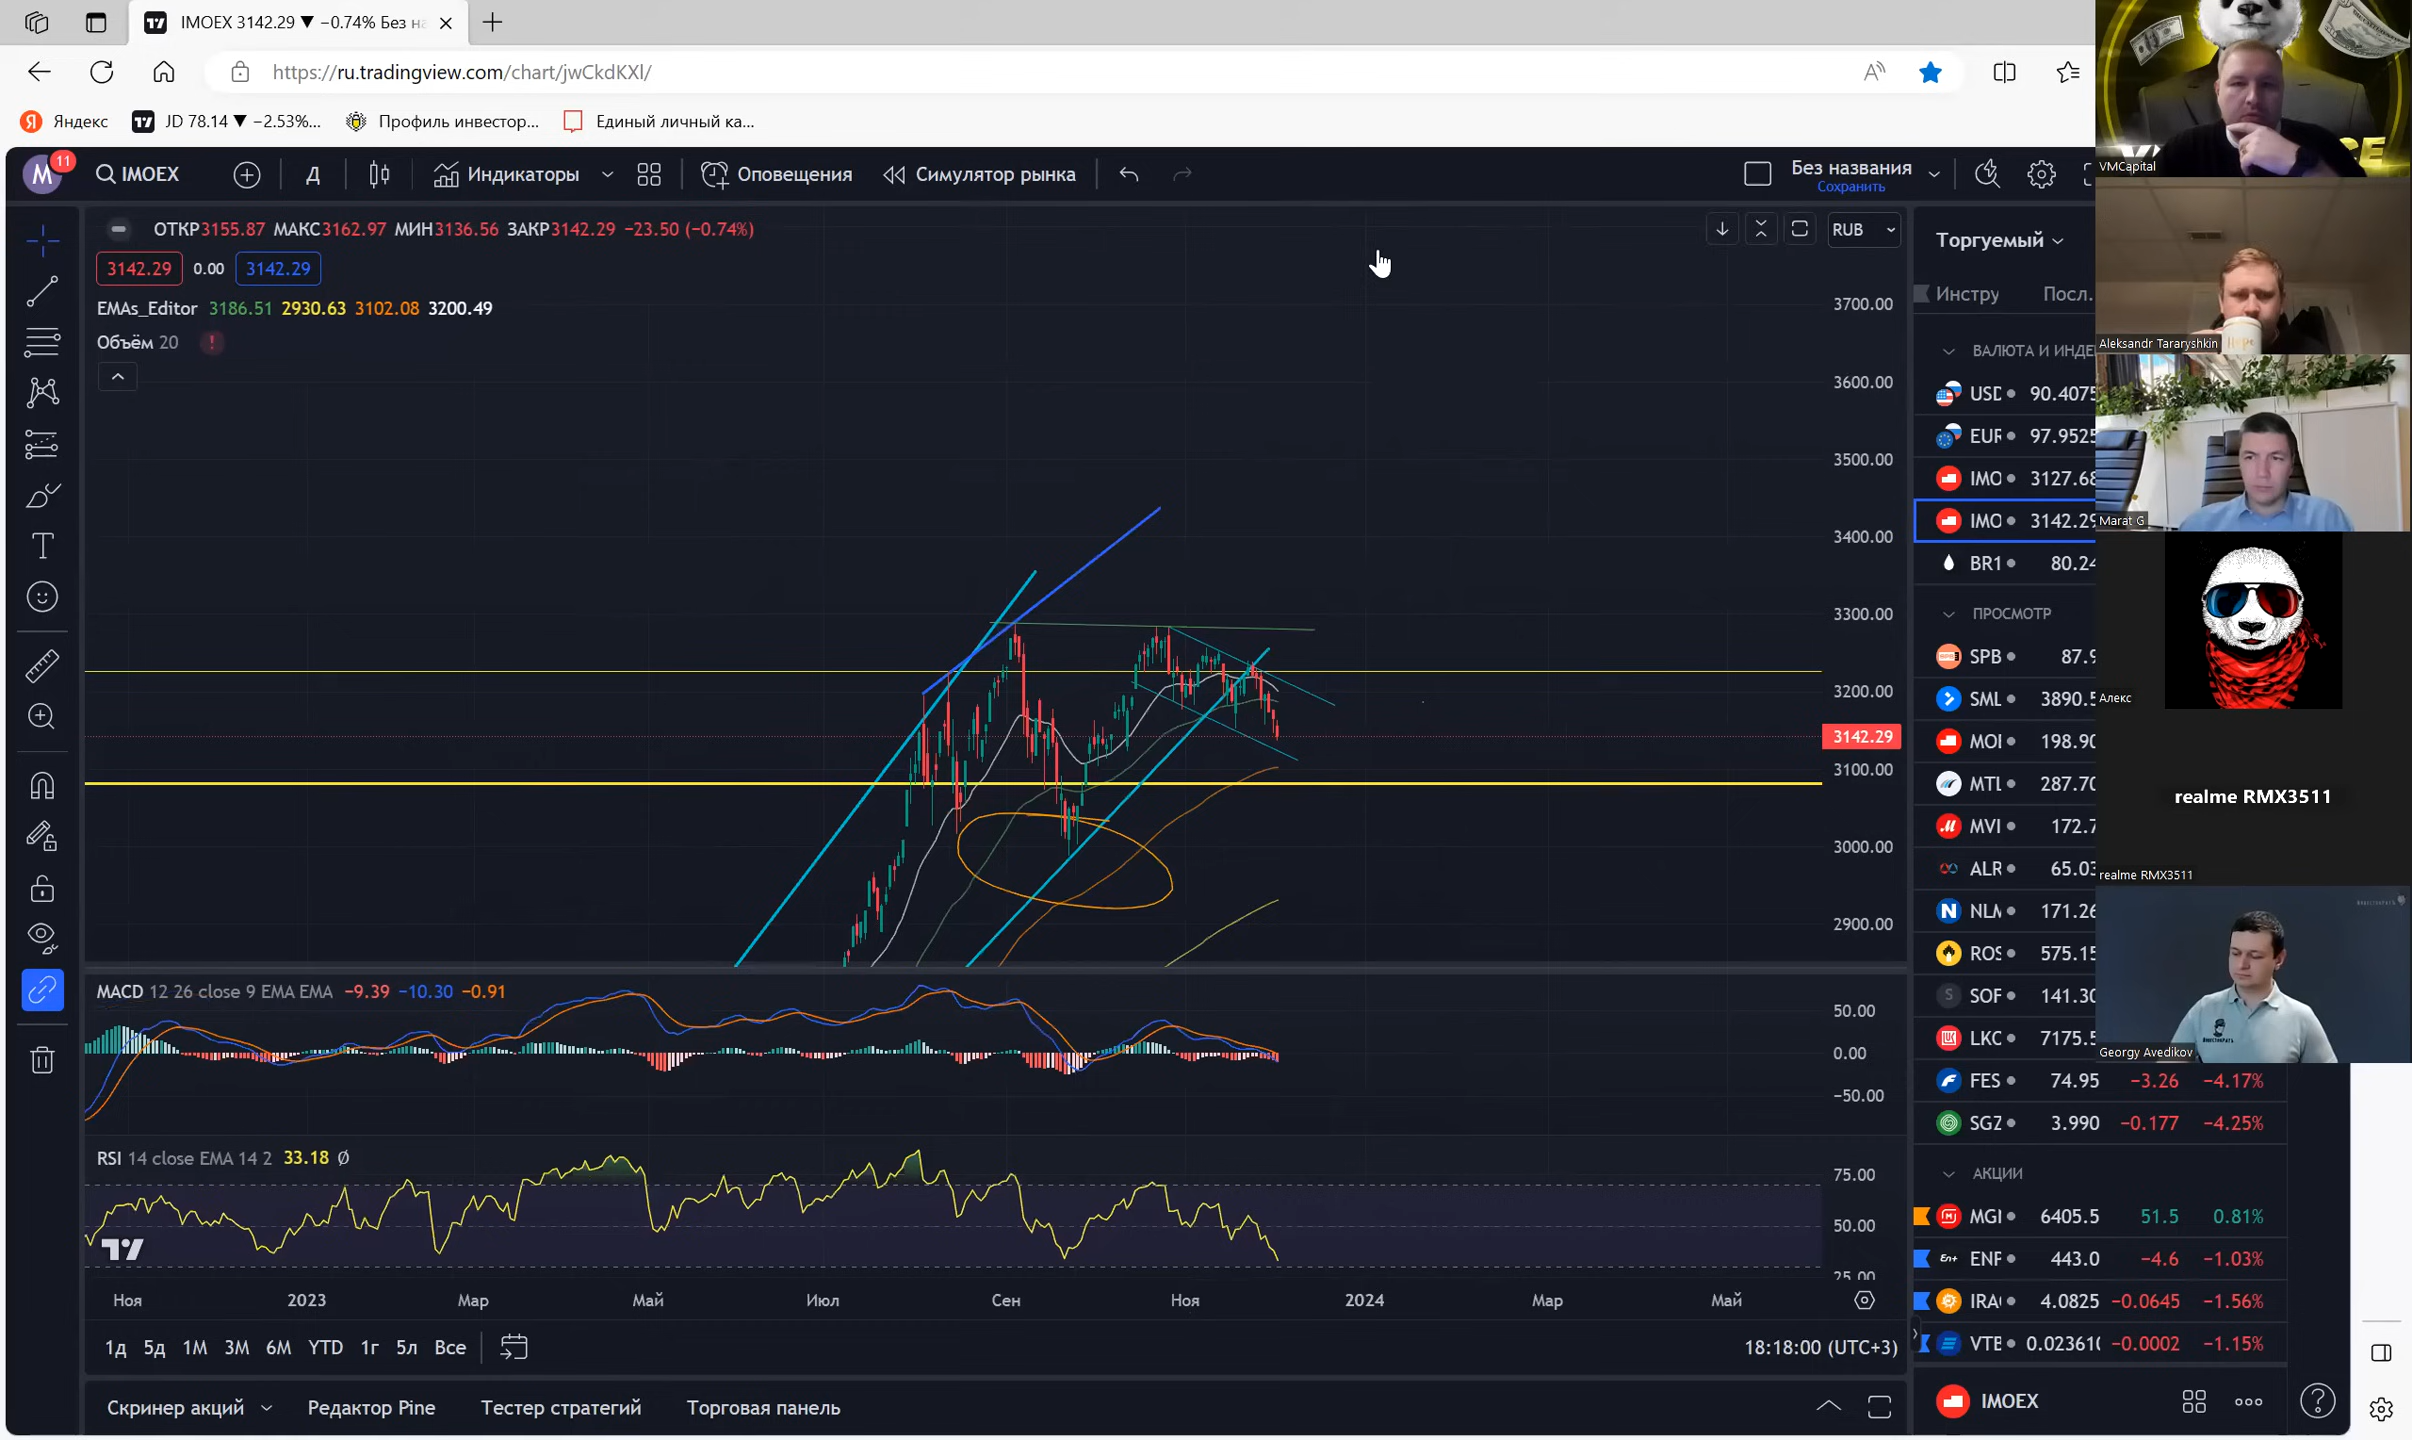 IMOEX 3142.29 ▼ −0.74% Без на
https://ru.tradingview.com/chart/jwCkdKXl/
Яндекс
JD 78.14 ▼ −2.53%...
Профиль инвестор...
Единый личный ка...
M
11
IMOEX
Д
Индикаторы
Оповещения
Симулятор рынка
Без названия
Сохранить
ОТКР3155.87 МАКС3162.97 МИН3136.56 ЗАКР3142.29 −23.50 (−0.74%)
3142.29 0.00 3142.29
EMAs_Editor 3186.51 2930.63 3102.08 3200.49
Объём 20
RUB
3700.00
3600.00
3500.00
3400.00
3300.00
3200.00
3142.29
3100.00
3000.00
2900.00
MACD 12 26 close 9 EMA EMA −9.39 −10.30 −0.91
50.00
0.00
−50.00
RSI 14 close EMA 14 2 33.18 Ø
75.00
50.00
25.00
Ноя 2023 Мар Май Июл Сен Ноя 2024 Мар Май
1д 5д 1М 3М 6М YTD 1г 5л Все
18:18:00 (UTC+3)
Скринер акций
Редактор Pine
Тестер стратегий
Торговая панель
Торгуемый
Инстру Посл.
ВАЛЮТА И ИНДЕ
USD 90.4075
EUR 97.9525
IMO 3127.68
IMO 3142.29
BR1 80.24
ПРОСМОТР
SPB 87.9
SML 3890.5
MOI 198.90
MTL 287.70
MVI 172.7
ALR 65.03
NLM 171.26
ROS 575.15
SOF 141.30
LKO 7175.5
FES 74.95 −3.26 −4.17%
SGZ 3.990 −0.177 −4.25%
АКЦИИ
MGI 6405.5 51.5 0.81%
En+ ENP 443.0 −4.6 −1.03%
IRA 4.0825 −0.0645 −1.56%
VTB 0.02361 −0.0002 −1.15%
IMOEX
VMCapital
Aleksandr Tararyshkin
Marat G
Алекс
realme RMX3511
realme RMX3511
Georgy Avedikov